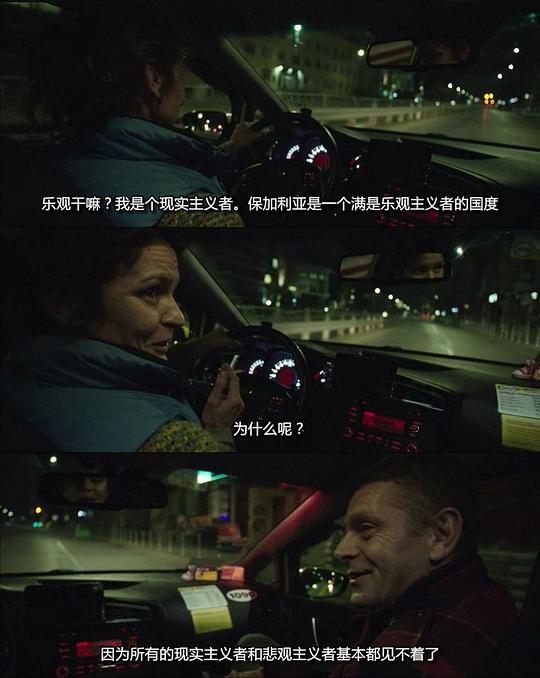 乐观干嘛？我是个现实主义者。保加利亚是一个满是乐观主义者的国度
为什么呢？
1090
因为所有的现实主义者和悲观主义者基本都见不着了